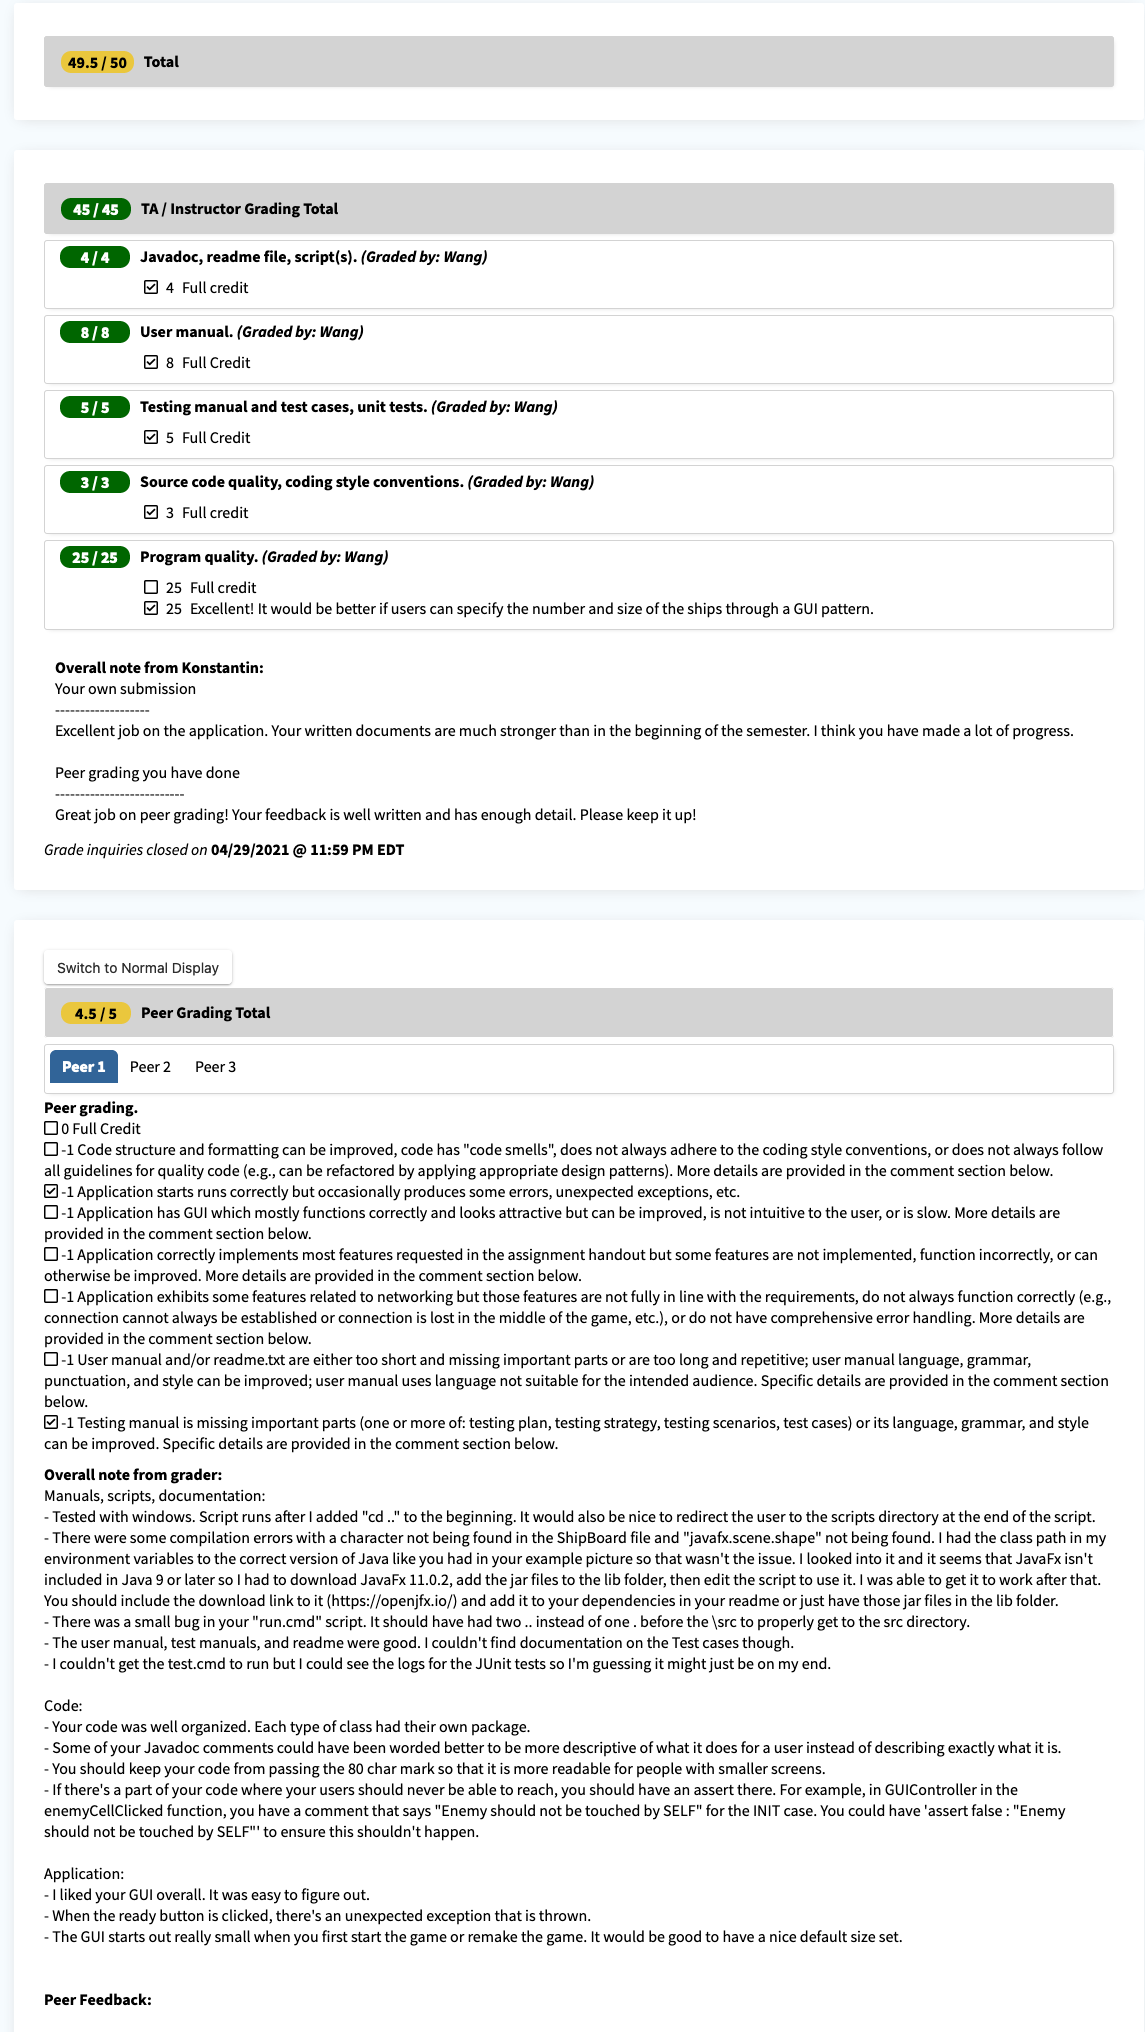 49.5 / 50 Total
45 / 45 TA / Instructor Grading Total
4 / 4 Javadoc, readme file, script(s). (Graded by: Wang)
4 Full credit
8 / 8 User manual. (Graded by: Wang)
8 Full Credit
5 / 5 Testing manual and test cases, unit tests. (Graded by: Wang)
5 Full Credit
3 / 3 Source code quality, coding style conventions. (Graded by: Wang)
3 Full credit
25 / 25 Program quality. (Graded by: Wang)
25 Full credit
25 Excellent! It would be better if users can specify the number and size of the ships through a GUI pattern.
Overall note from Konstantin:
Your own submission
-------------------
Excellent job on the application. Your written documents are much stronger than in the beginning of the semester. I think you have made a lot of progress.
Peer grading you have done
--------------------------
Great job on peer grading! Your feedback is well written and has enough detail. Please keep it up!
Grade inquiries closed on 04/29/2021 @ 11:59 PM EDT
Switch to Normal Display
4.5 / 5 Peer Grading Total
Peer 1 Peer 2 Peer 3
Peer grading.
0 Full Credit
-1 Code structure and formatting can be improved, code has "code smells", does not always adhere to the coding style conventions, or does not always follow
all guidelines for quality code (e.g., can be refactored by applying appropriate design patterns). More details are provided in the comment section below.
-1 Application starts runs correctly but occasionally produces some errors, unexpected exceptions, etc.
-1 Application has GUI which mostly functions correctly and looks attractive but can be improved, is not intuitive to the user, or is slow. More details are
provided in the comment section below.
-1 Application correctly implements most features requested in the assignment handout but some features are not implemented, function incorrectly, or can
otherwise be improved. More details are provided in the comment section below.
-1 Application exhibits some features related to networking but those features are not fully in line with the requirements, do not always function correctly (e.g.,
connection cannot always be established or connection is lost in the middle of the game, etc.), or do not have comprehensive error handling. More details are
provided in the comment section below.
-1 User manual and/or readme.txt are either too short and missing important parts or are too long and repetitive; user manual language, grammar,
punctuation, and style can be improved; user manual uses language not suitable for the intended audience. Specific details are provided in the comment section
below.
-1 Testing manual is missing important parts (one or more of: testing plan, testing strategy, testing scenarios, test cases) or its language, grammar, and style
can be improved. Specific details are provided in the comment section below.
Overall note from grader:
Manuals, scripts, documentation:
- Tested with windows. Script runs after I added "cd .." to the beginning. It would also be nice to redirect the user to the scripts directory at the end of the script.
- There were some compilation errors with a character not being found in the ShipBoard file and "javafx.scene.shape" not being found. I had the class path in my
environment variables to the correct version of Java like you had in your example picture so that wasn't the issue. I looked into it and it seems that JavaFx isn't
included in Java 9 or later so I had to download JavaFx 11.0.2, add the jar files to the lib folder, then edit the script to use it. I was able to get it to work after that.
You should include the download link to it (https://openjfx.io/) and add it to your dependencies in your readme or just have those jar files in the lib folder.
- There was a small bug in your "run.cmd" script. It should have had two .. instead of one . before the \src to properly get to the src directory.
- The user manual, test manuals, and readme were good. I couldn't find documentation on the Test cases though.
- I couldn't get the test.cmd to run but I could see the logs for the JUnit tests so I'm guessing it might just be on my end.
Code:
- Your code was well organized. Each type of class had their own package.
- Some of your Javadoc comments could have been worded better to be more descriptive of what it does for a user instead of describing exactly what it is.
- You should keep your code from passing the 80 char mark so that it is more readable for people with smaller screens.
- If there's a part of your code where your users should never be able to reach, you should have an assert there. For example, in GUIController in the
enemyCellClicked function, you have a comment that says "Enemy should not be touched by SELF" for the INIT case. You could have 'assert false : "Enemy
should not be touched by SELF"' to ensure this shouldn't happen.
Application:
- I liked your GUI overall. It was easy to figure out.
- When the ready button is clicked, there's an unexpected exception that is thrown.
- The GUI starts out really small when you first start the game or remake the game. It would be good to have a nice default size set.
Peer Feedback: